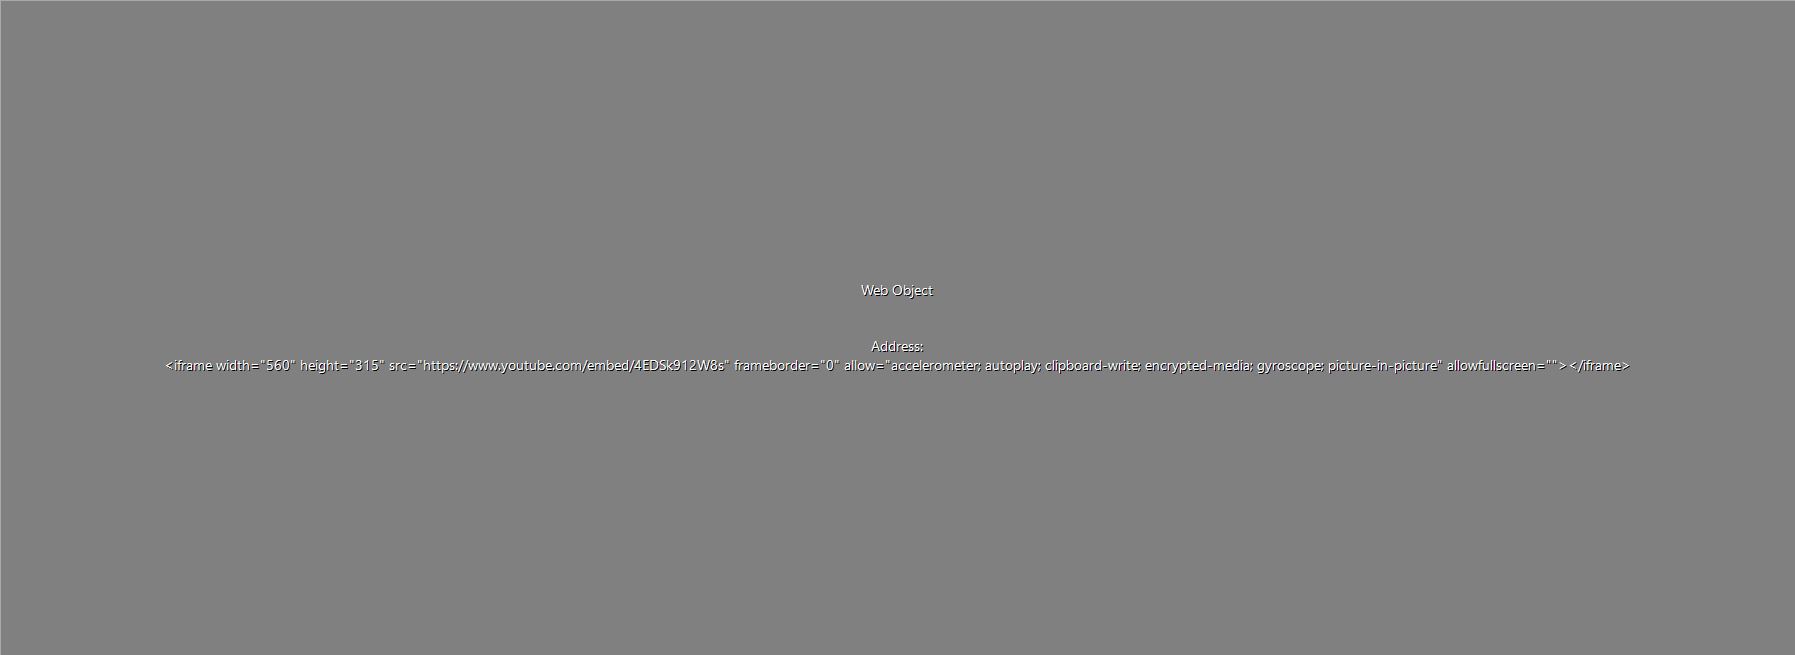 Web Object
Address:
<iframe width="560" height="315" src="https://www.youtube.com/embed/4EDSk912W8s" frameborder="0" allow="accelerometer; autoplay; clipboard-write; encrypted-media; gyroscope; picture-in-picture" allowfullscreen=""></iframe>